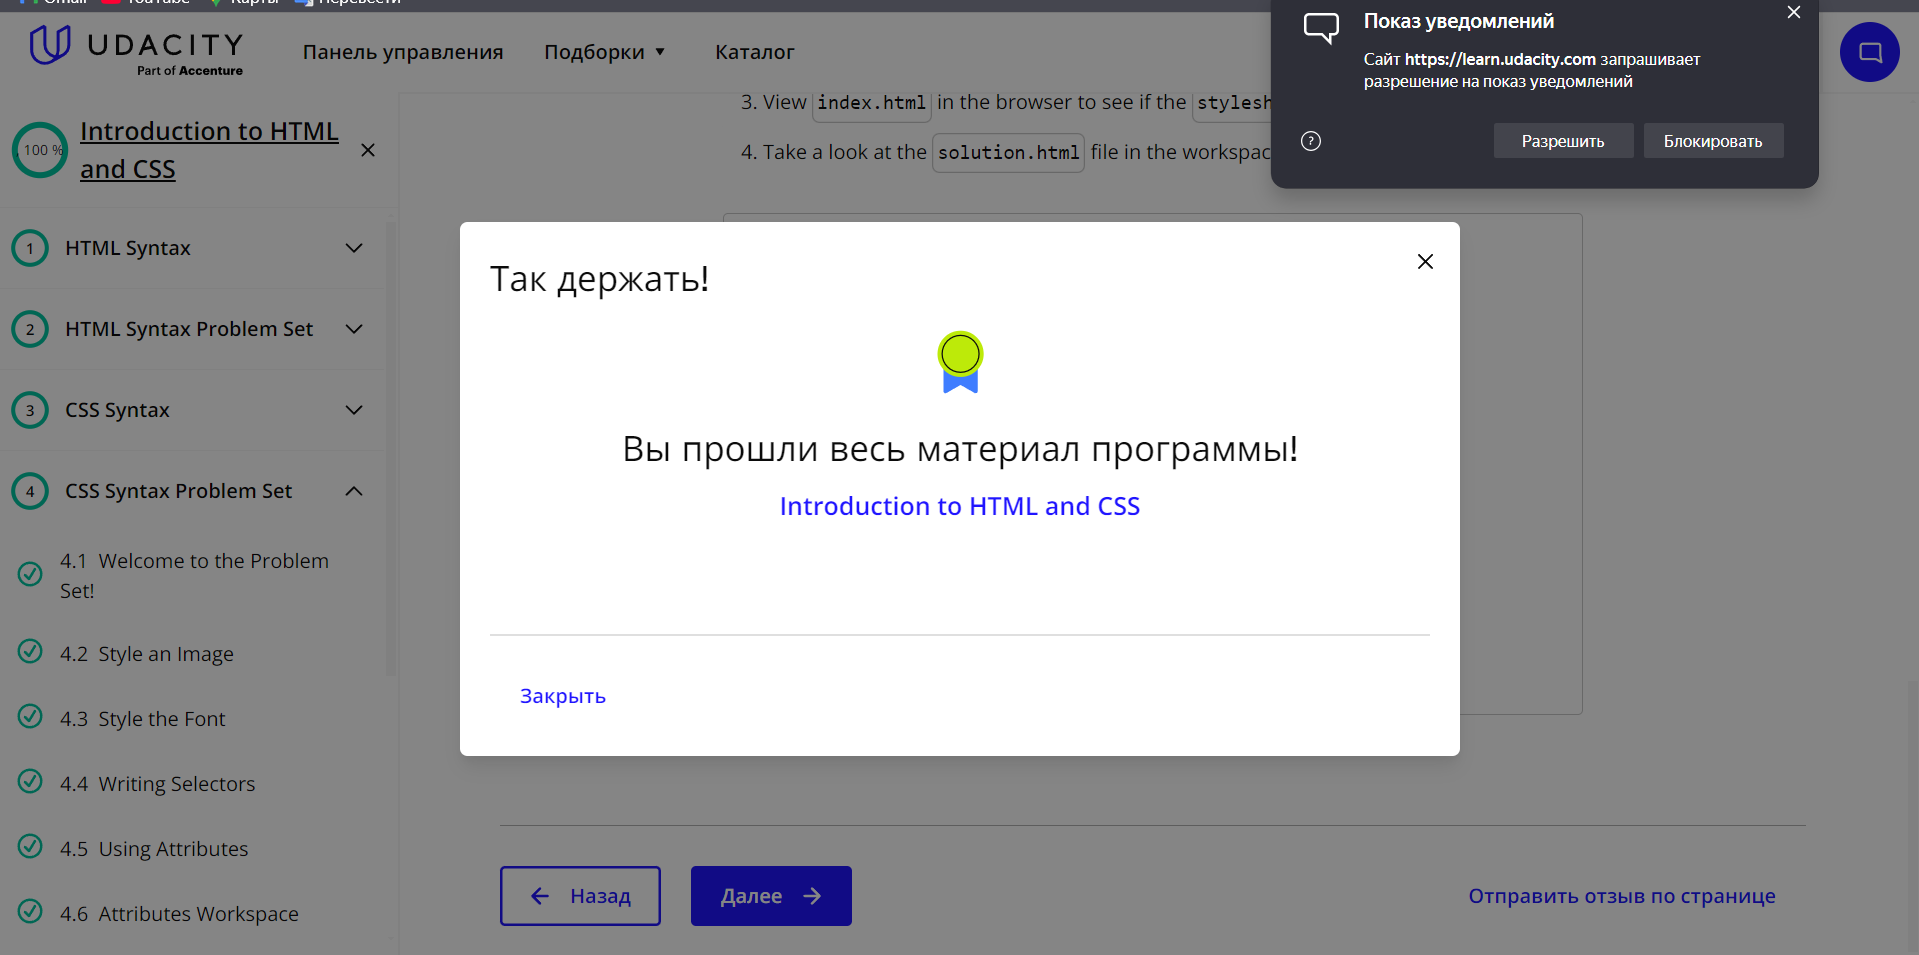 Gmail YouTube Карты Перевести
UDACITY
Part of Accenture
Панель управления
Подборки
Каталог
Показ уведомлений
Сайт https://learn.udacity.com запрашивает
разрешение на показ уведомлений
?
Разрешить
Блокировать
100 %
Introduction to HTML
and CSS
1 HTML Syntax
2 HTML Syntax Problem Set
3 CSS Syntax
4 CSS Syntax Problem Set
4.1 Welcome to the Problem
Set!
4.2 Style an Image
4.3 Style the Font
4.4 Writing Selectors
4.5 Using Attributes
4.6 Attributes Workspace
3. View index.html in the browser to see if the
4. Take a look at the solution.html file in the
Так держать!
Вы прошли весь материал программы!
Introduction to HTML and CSS
Закрыть
Назад
Далее
Отправить отзыв по странице